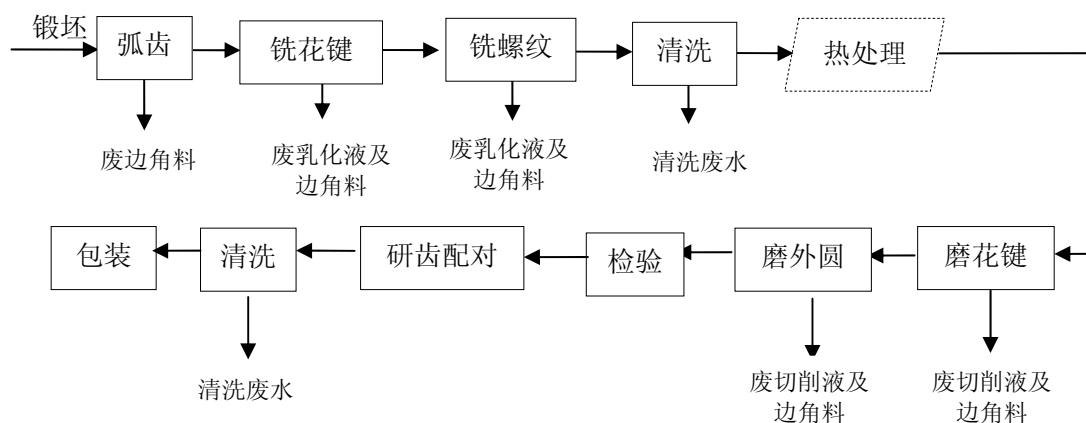 锻坯
弧齿
铣花键
铣螺纹
清洗
热处理
废边角料
废乳化液及
边角料
废乳化液及
边角料
清洗废水
包装
清洗
研齿配对
检验
磨外圆
磨花键
清洗废水
废切削液及
边角料
废切削液及
边角料